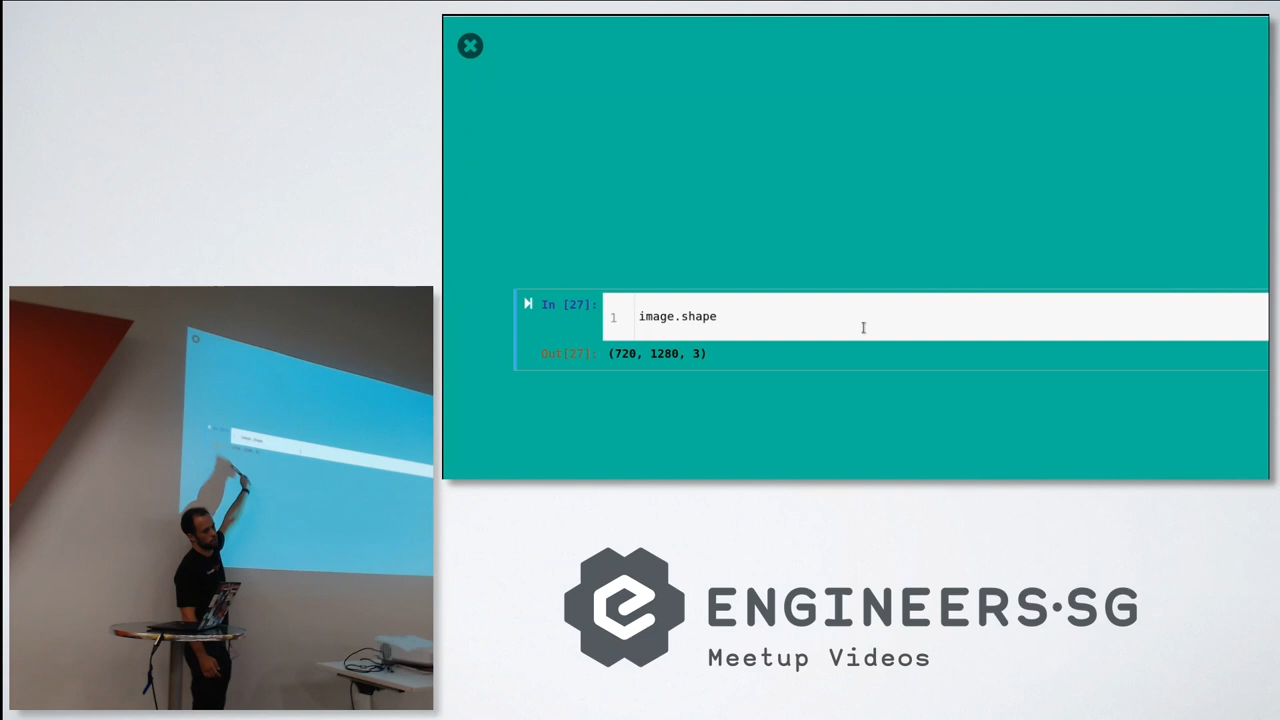 In [27]:
1 image.shape
Out[27]: (720, 1280, 3)
ENGINEERS·SG
Meetup Videos